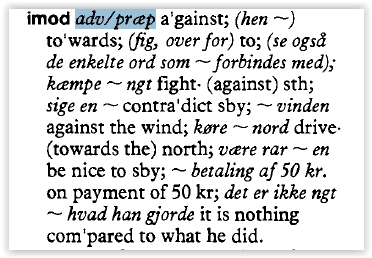 imod adv/præp a'gainst; (hen ~)
to'wards; (fig, over for) to; (se også
de enkelte ord som ~ forbindes med);
kæmpe ~ ngt fight· (against) sth;
sige en ~ contra'dict sby; ~ vinden
against the wind; køre ~ nord drive·
(towards the) north; være rar ~ en
be nice to sby; ~ betaling af 50 kr.
on payment of 50 kr; det er ikke ngt
~ hvad han gjorde it is nothing
com'pared to what he did.